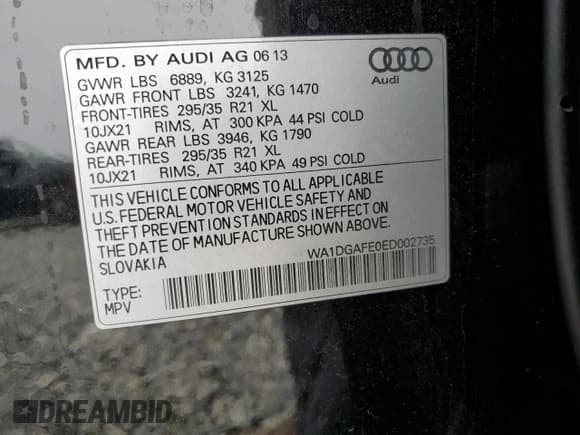 MFD. BY AUDI AG 06 13
GVWR LBS 6889, KG 3125
GAWR FRONT LBS 3241, KG 1470
FRONT-TIRES 295/35 R21 XL
10JX21 RIMS, AT 300 KPA 44 PSI COLD
GAWR REAR LBS 3946, KG 1790
REAR-TIRES 295/35 R21 XL
10JX21 RIMS, AT 340 KPA 49 PSI COLD
Audi
THIS VEHICLE CONFORMS TO ALL APPLICABLE
U.S. FEDERAL MOTOR VEHICLE SAFETY AND
THEFT PREVENTION STANDARDS IN EFFECT ON
THE DATE OF MANUFACTURE SHOWN ABOVE.
SLOVAKIA
WA1DGAFE0ED002735
TYPE:
MPV
DREAMBID.com